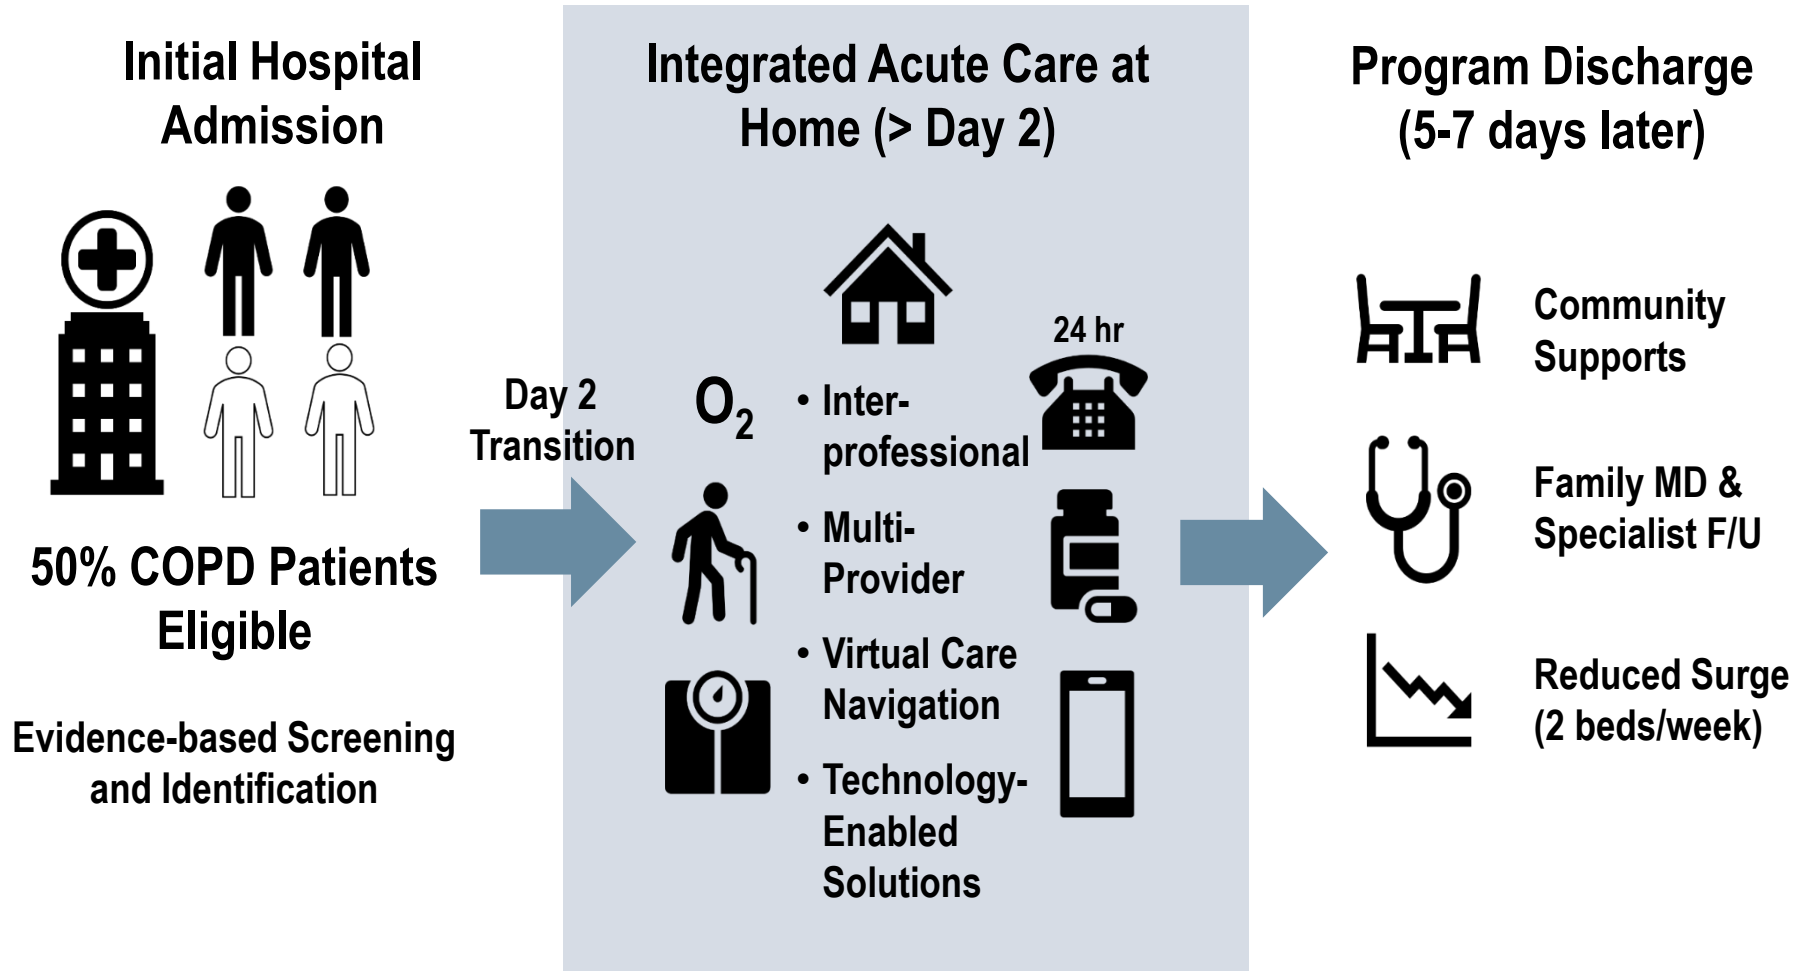 Initial Hospital
Admission
50% COPD Patients
Eligible
Evidence-based Screening
and Identification
Day 2
Transition
Integrated Acute Care at
Home (> Day 2)
24 hr
O₂
• Inter-
professional
• Multi-
Provider
• Virtual Care
Navigation
• Technology-
Enabled
Solutions
Program Discharge
(5-7 days later)
Community
Supports
Family MD &
Specialist F/U
Reduced Surge
(2 beds/week)